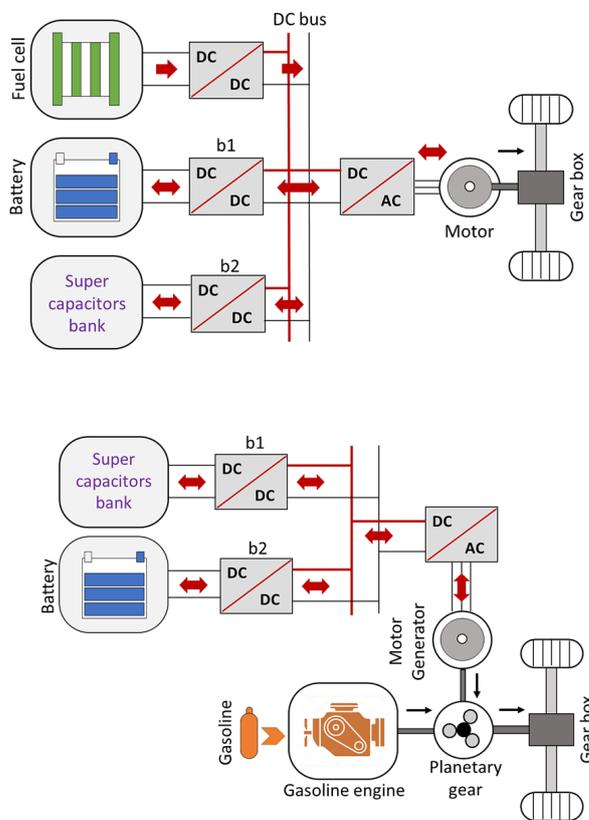 DC bus
Fuel cell
DC
DC
b1
Battery
DC
DC
DC
AC
Motor
Gear box
b2
Super
capacitors
bank
DC
DC
b1
Super
capacitors
bank
DC
DC
b2
Battery
DC
DC
DC
AC
Motor
Generator
Gasoline
Gasoline engine
Planetary
gear
Gear box